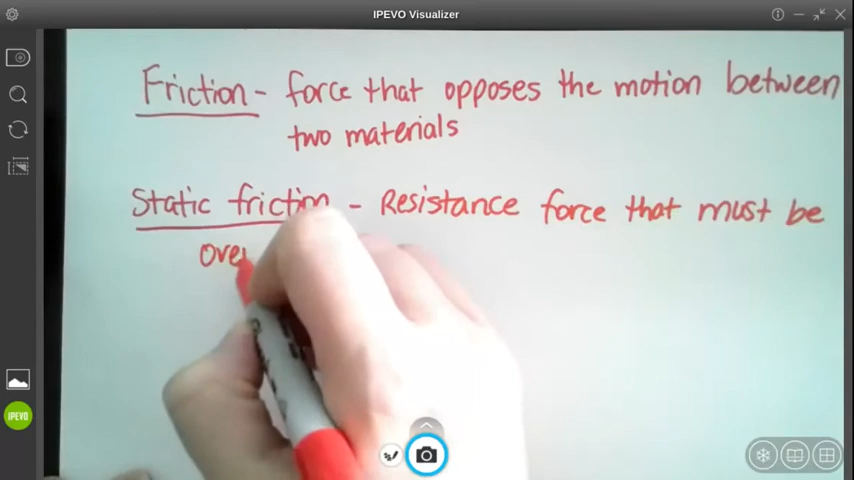 IPEVO Visualizer
Friction - force that opposes the motion between
two materials
Static friction - Resistance force that must be
over
IPEVO